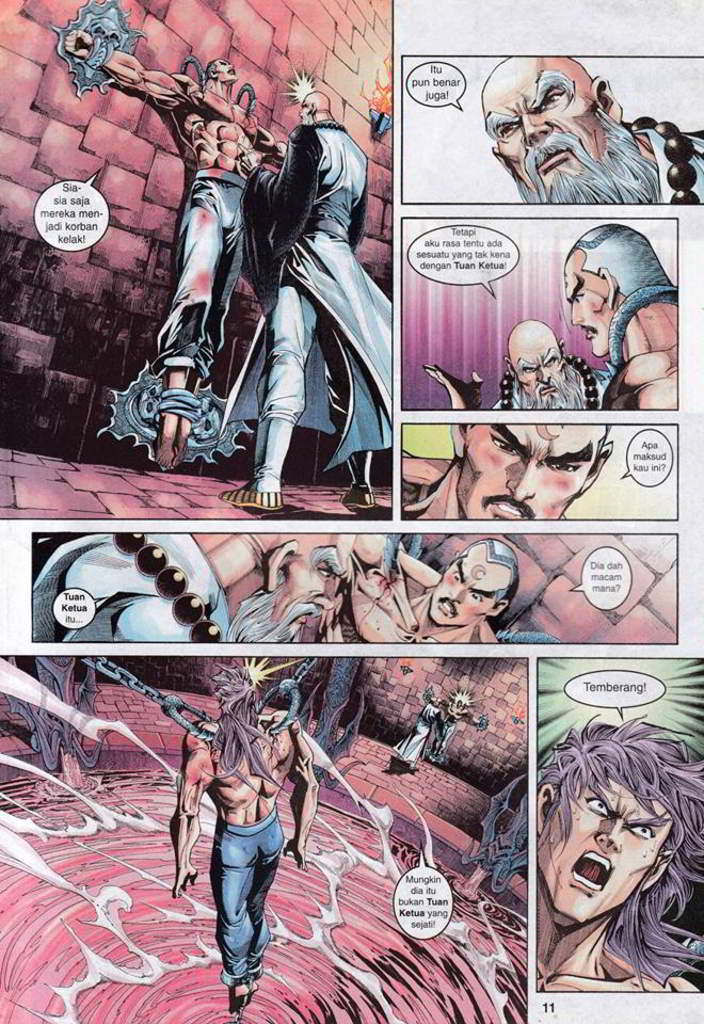 Sia-
sia saja
mereka men-
jadi korban
kelak!
Itu
pun benar
juga!
Tetapi
aku rasa tentu ada
sesuatu yang tak kena
dengan Tuan Ketua!
Apa
maksud
kau ini?
Tuan
Ketua
itu...
Dia dah
macam
mana?
Mungkin
dia itu
bukan Tuan
Ketua yang
sejati!
Temberang!
11